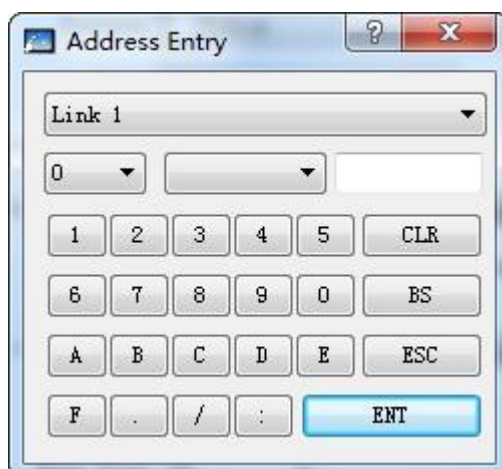 Address Entry ?
Link 1
0
1 2 3 4 5 CLR
6 7 8 9 0 BS
A B C D E ESC
F . / : ENT